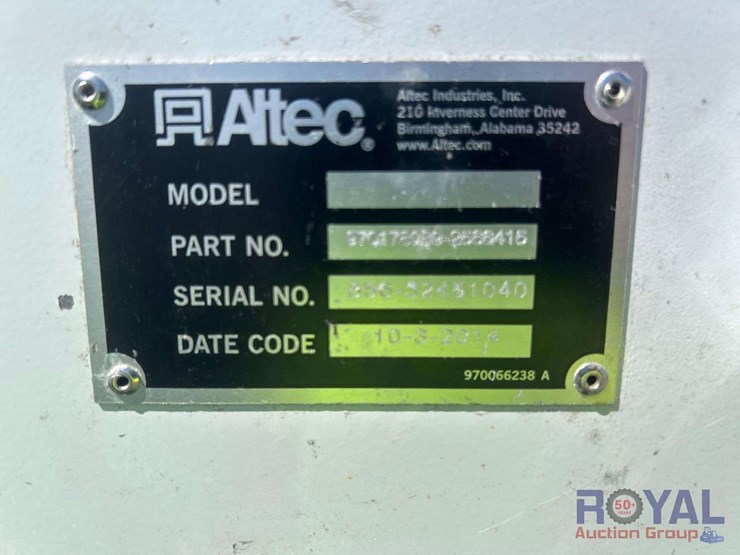 Altec®
Altec Industries, Inc.
210 Inverness Center Drive
Birmingham, Alabama 35242
www.Altec.com
MODEL
PART NO.
SERIAL NO.
DATE CODE
970066238 A
ROYAL
50+
YEARS
Auction Group